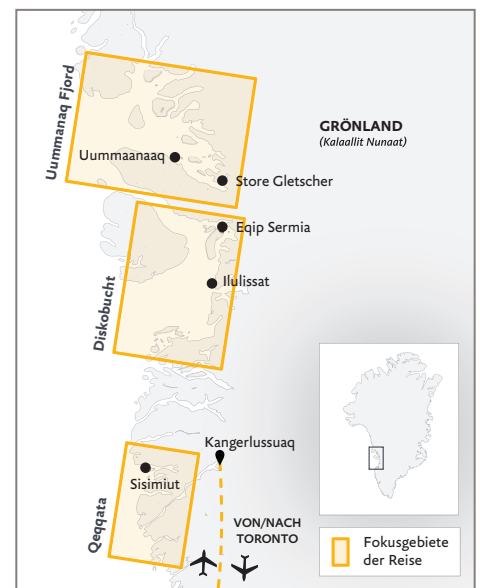 Uummanaq Fjord
GRÖNLAND
(Kalaallit Nunaat)
Uummaanaaq
Store Gletscher
Eqip Sermia
Ilulissat
Diskobucht
Kangerlussuaq
Sisimiut
Qeqqata
VON/NACH
TORONTO
Fokusgebiete
der Reise